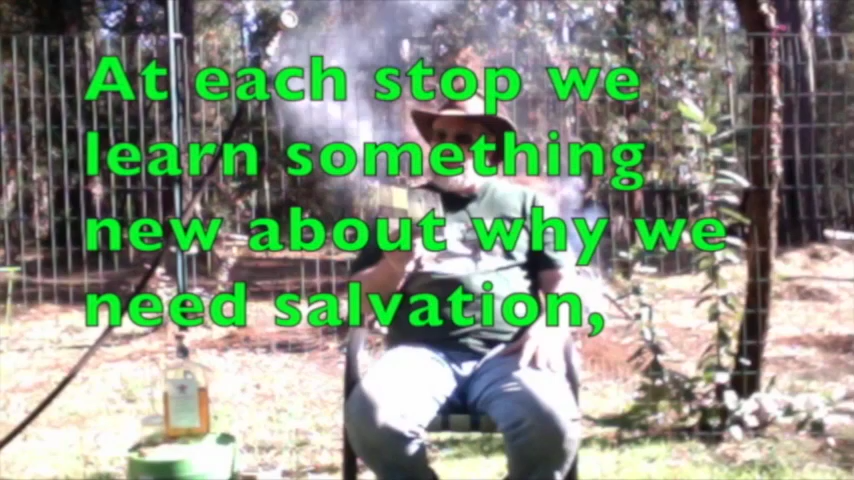 At each stop we
learn something
new about why we
need salvation,